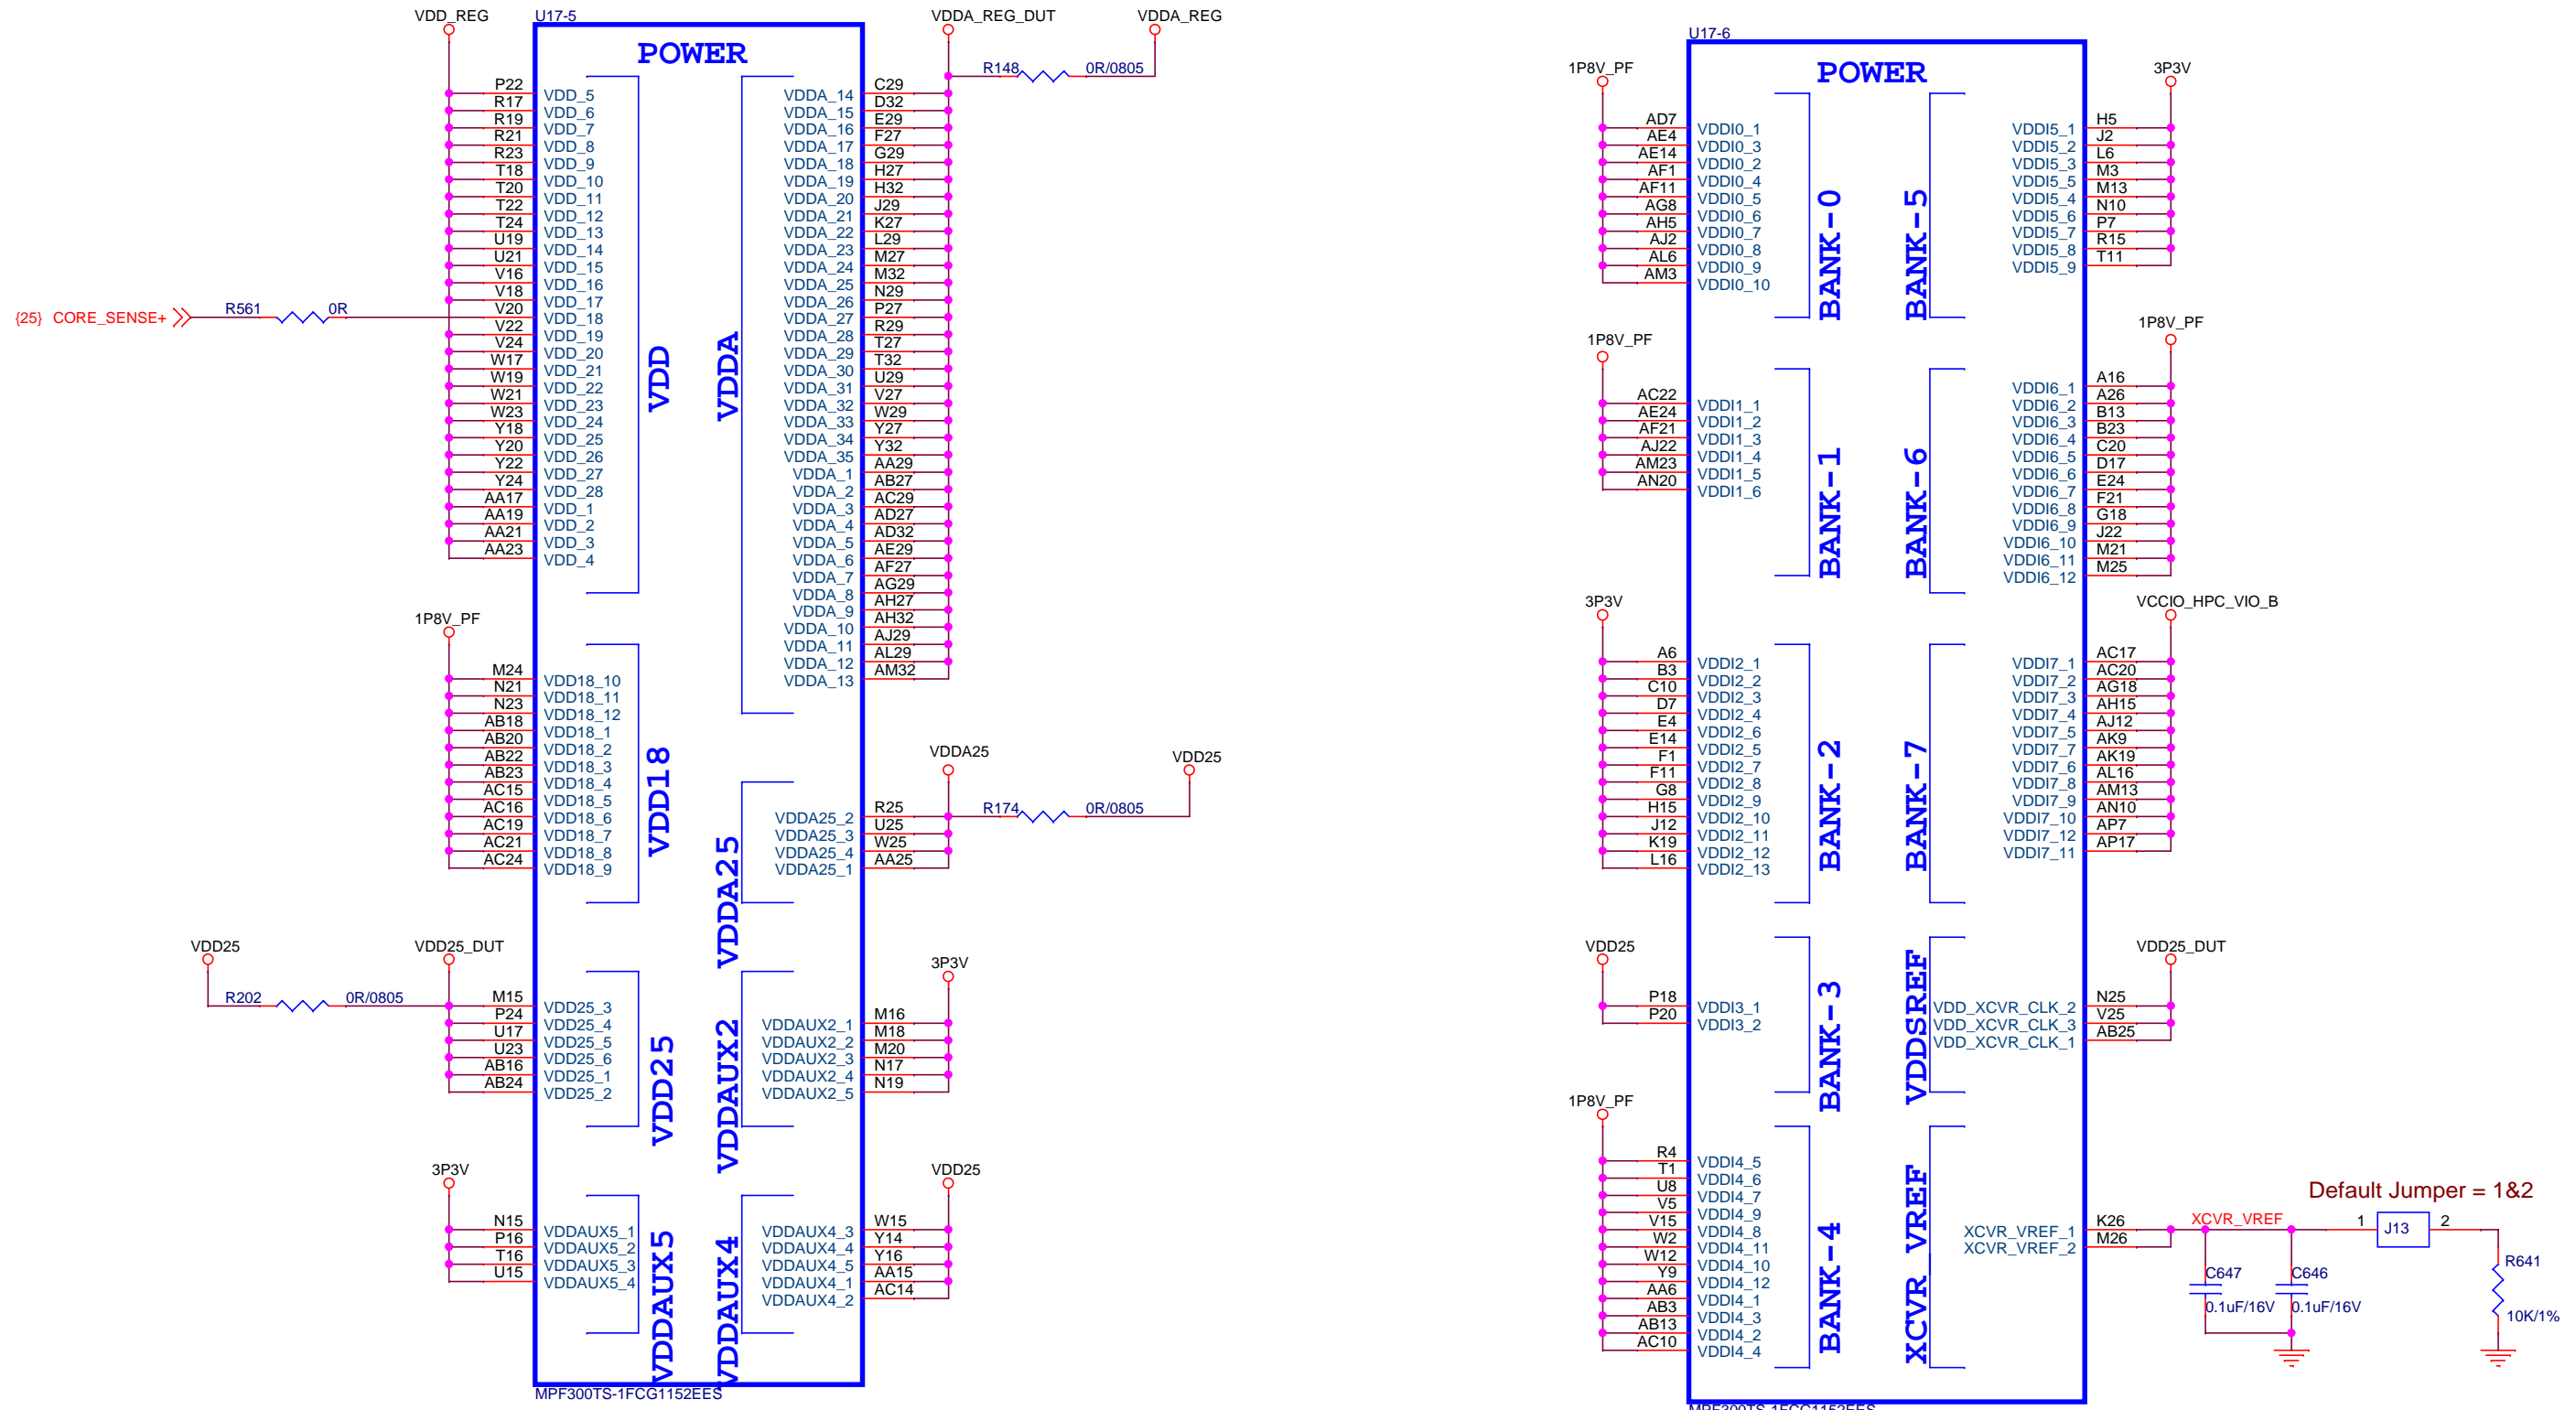 VDD_REG
U17-5
POWER
VDDA_REG_DUT
VDDA_REG
R148 0R/0805
P22 VDD_5
R17 VDD_6
R19 VDD_7
R21 VDD_8
R23 VDD_9
T18 VDD_10
T20 VDD_11
T22 VDD_12
T24 VDD_13
U19 VDD_14
U21 VDD_15
V16 VDD_16
V18 VDD_17
V20 VDD_18
V22 VDD_19
V24 VDD_20
W17 VDD_21
W19 VDD_22
W21 VDD_23
W23 VDD_24
Y18 VDD_25
Y20 VDD_26
Y22 VDD_27
Y24 VDD_28
AA17 VDD_1
AA19 VDD_2
AA21 VDD_3
AA23 VDD_4
VDD
{25} CORE_SENSE+
R561 0R
VDDA
VDDA_14 C29
VDDA_15 D32
VDDA_16 E29
VDDA_17 F27
VDDA_18 G29
VDDA_19 H27
VDDA_20 H32
VDDA_21 J29
VDDA_22 K27
VDDA_23 L29
VDDA_24 M27
VDDA_25 M32
VDDA_26 N29
VDDA_27 P27
VDDA_28 R29
VDDA_29 T27
VDDA_30 T32
VDDA_31 U29
VDDA_32 V27
VDDA_33 W29
VDDA_34 Y27
VDDA_35 Y32
VDDA_1 AA29
VDDA_2 AB27
VDDA_3 AC29
VDDA_4 AD27
VDDA_5 AD32
VDDA_6 AE29
VDDA_7 AF27
VDDA_8 AG29
VDDA_9 AH27
VDDA_10 AH32
VDDA_11 AJ29
VDDA_12 AL29
VDDA_13 AM32
1P8V_PF
M24 VDD18_10
N21 VDD18_11
N23 VDD18_12
AB18 VDD18_1
AB20 VDD18_2
AB22 VDD18_3
AB23 VDD18_4
AC15 VDD18_5
AC16 VDD18_6
AC19 VDD18_7
AC21 VDD18_8
AC24 VDD18_9
VDD18
VDDA25
VDD25
R174 0R/0805
VDDA25_2 R25
VDDA25_3 U25
VDDA25_4 W25
VDDA25_1 AA25
VDDA25
VDD25
VDD25_DUT
R202 0R/0805
M15 VDD25_3
P24 VDD25_4
U17 VDD25_5
U23 VDD25_6
AB16 VDD25_1
AB24 VDD25_2
VDD25
3P3V
VDDAUX2_1 M16
VDDAUX2_2 M18
VDDAUX2_3 M20
VDDAUX2_4 N17
VDDAUX2_5 N19
VDDAUX2
3P3V
N15 VDDAUX5_1
P16 VDDAUX5_2
T16 VDDAUX5_3
U15 VDDAUX5_4
VDDAUX5
VDD25
VDDAUX4_3 W15
VDDAUX4_4 Y14
VDDAUX4_5 Y16
VDDAUX4_1 AA15
VDDAUX4_2 AC14
VDDAUX4
MPF300TS-1FCG1152EES
U17-6
POWER
1P8V_PF
AD7 VDDI0_1
AE4 VDDI0_3
AE14 VDDI0_2
AF1 VDDI0_4
AF11 VDDI0_5
AG8 VDDI0_6
AH5 VDDI0_7
AJ2 VDDI0_8
AL6 VDDI0_9
AM3 VDDI0_10
BANK-0
3P3V
VDDI5_1 H5
VDDI5_2 J2
VDDI5_3 L6
VDDI5_5 M3
VDDI5_4 M13
VDDI5_6 N10
VDDI5_7 P7
VDDI5_8 R15
VDDI5_9 T11
BANK-5
1P8V_PF
AC22 VDDI1_1
AE24 VDDI1_2
AF21 VDDI1_3
AJ22 VDDI1_4
AM23 VDDI1_5
AN20 VDDI1_6
BANK-1
1P8V_PF
VDDI6_1 A16
VDDI6_2 A26
VDDI6_3 B13
VDDI6_4 B23
VDDI6_5 C20
VDDI6_6 D17
VDDI6_7 E24
VDDI6_8 F21
VDDI6_9 G18
VDDI6_10 J22
VDDI6_11 M21
VDDI6_12 M25
BANK-6
3P3V
A6 VDDI2_1
B3 VDDI2_2
C10 VDDI2_3
D7 VDDI2_4
E4 VDDI2_6
E14 VDDI2_5
F1 VDDI2_7
F11 VDDI2_8
G8 VDDI2_9
H15 VDDI2_10
J12 VDDI2_11
K19 VDDI2_12
L16 VDDI2_13
BANK-2
VCCIO_HPC_VIO_B
VDDI7_1 AC17
VDDI7_2 AC20
VDDI7_3 AG18
VDDI7_4 AH15
VDDI7_5 AJ12
VDDI7_7 AK9
VDDI7_6 AK19
VDDI7_8 AL16
VDDI7_9 AM13
VDDI7_10 AN10
VDDI7_12 AP7
VDDI7_11 AP17
BANK-7
VDD25
P18 VDDI3_1
P20 VDDI3_2
BANK-3
VDD25_DUT
VDD_XCVR_CLK_2 N25
VDD_XCVR_CLK_3 V25
VDD_XCVR_CLK_1 AB25
VDDSREF
1P8V_PF
R4 VDDI4_5
T1 VDDI4_6
U8 VDDI4_7
V5 VDDI4_9
V15 VDDI4_8
W2 VDDI4_11
W12 VDDI4_10
Y9 VDDI4_12
AA6 VDDI4_1
AB3 VDDI4_3
AB13 VDDI4_2
AC10 VDDI4_4
BANK-4
XCVR VREF
XCVR_VREF_1 K26
XCVR_VREF_2 M26
Default Jumper = 1&2
XCVR_VREF
1 J13 2
C647
0.1uF/16V
C646
0.1uF/16V
R641
10K/1%
MPF300TS-1FCG1152EES